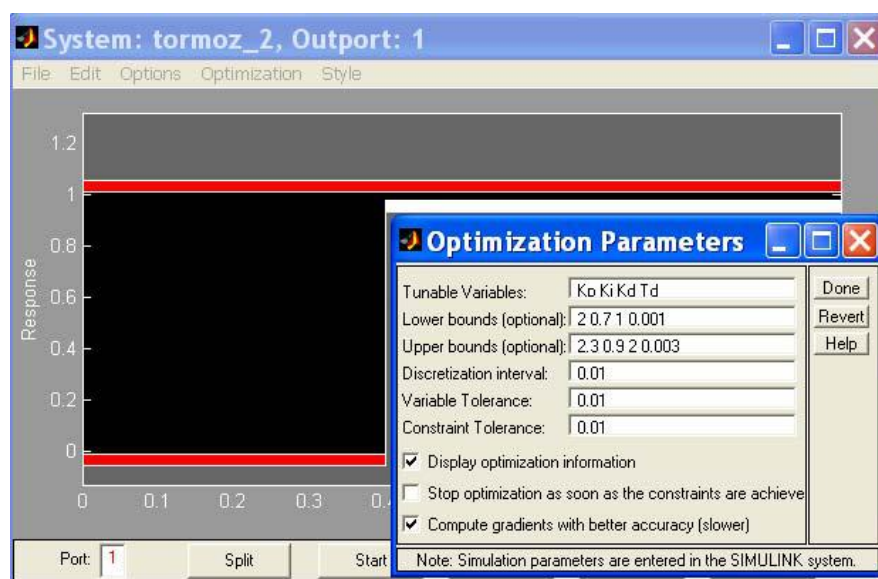 System: tormoz_2, Outport: 1
File Edit Options Optimization Style
1.2
1
0.8
0.6
0.4
0.2
0
Response
0 0.1 0.2 0.3 0.
Port: 1 Split Start
Optimization Parameters
Tunable Variables: Kp Ki Kd Td
Lower bounds (optional): 2 0.7 1 0.001
Upper bounds (optional): 2.3 0.9 2 0.003
Discretization interval: 0.01
Variable Tolerance: 0.01
Constraint Tolerance: 0.01
Display optimization information
Stop optimization as soon as the constraints are achieve
Compute gradients with better accuracy (slower)
Done
Revert
Help
Note: Simulation parameters are entered in the SIMULINK system.